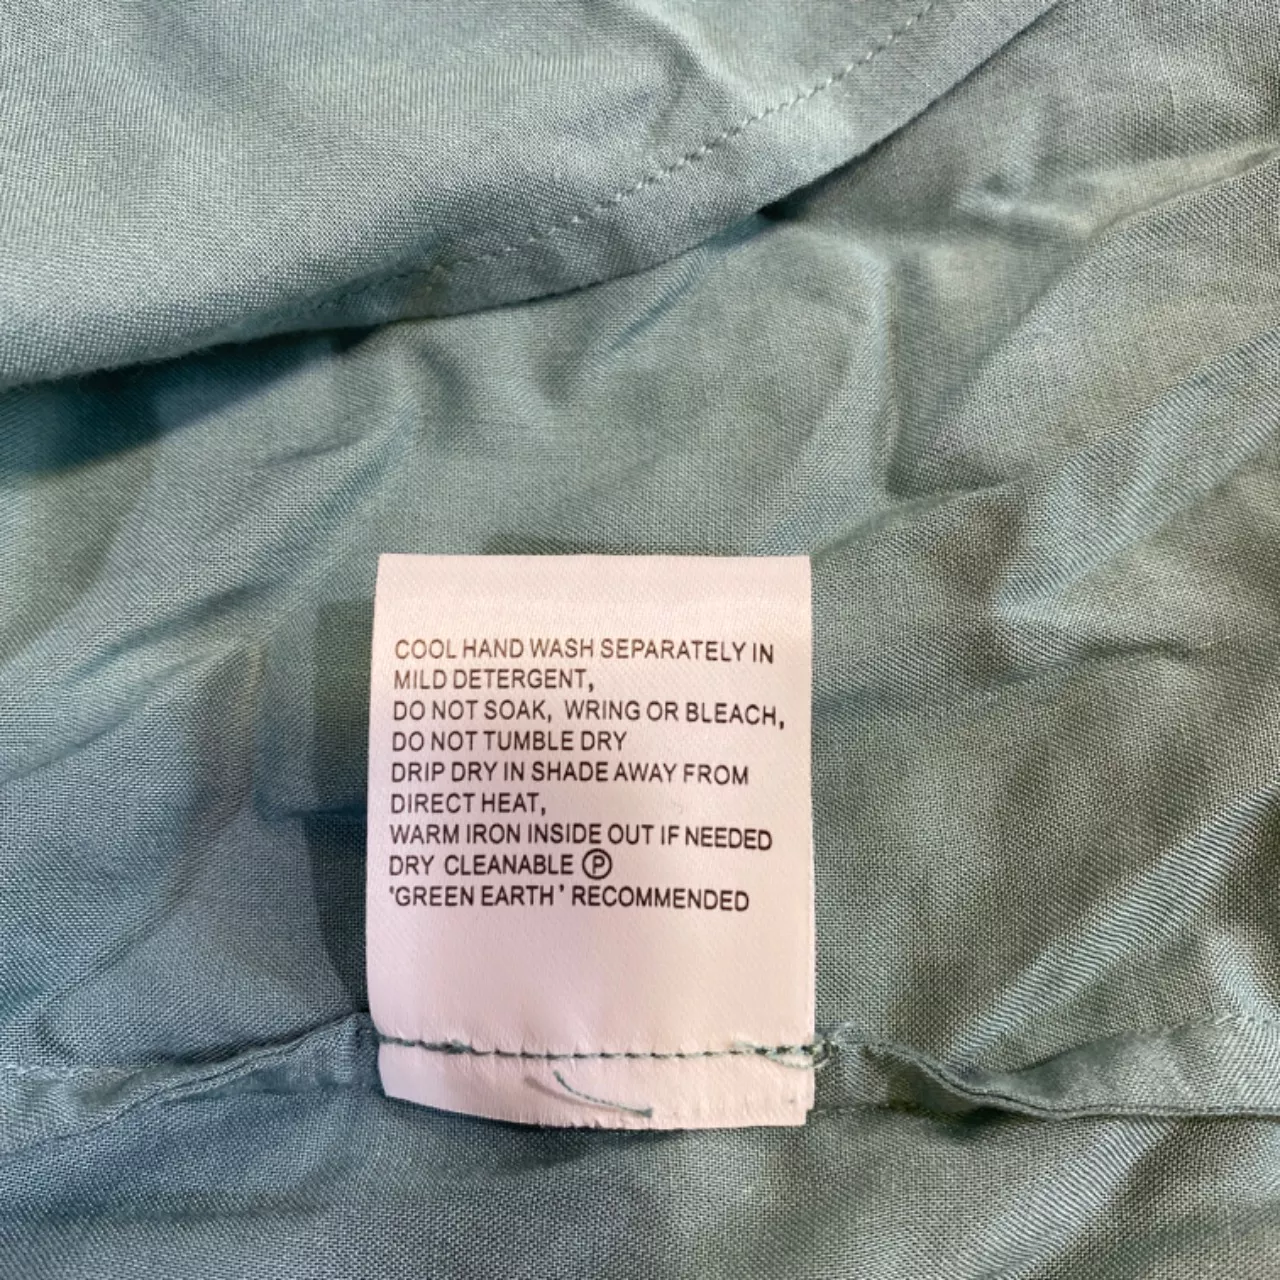 COOL HAND WASH SEPARATELY IN
MILD DETERGENT,
DO NOT SOAK, WRING OR BLEACH,
DO NOT TUMBLE DRY
DRIP DRY IN SHADE AWAY FROM
DIRECT HEAT,
WARM IRON INSIDE OUT IF NEEDED
DRY CLEANABLE Ⓟ
'GREEN EARTH' RECOMMENDED